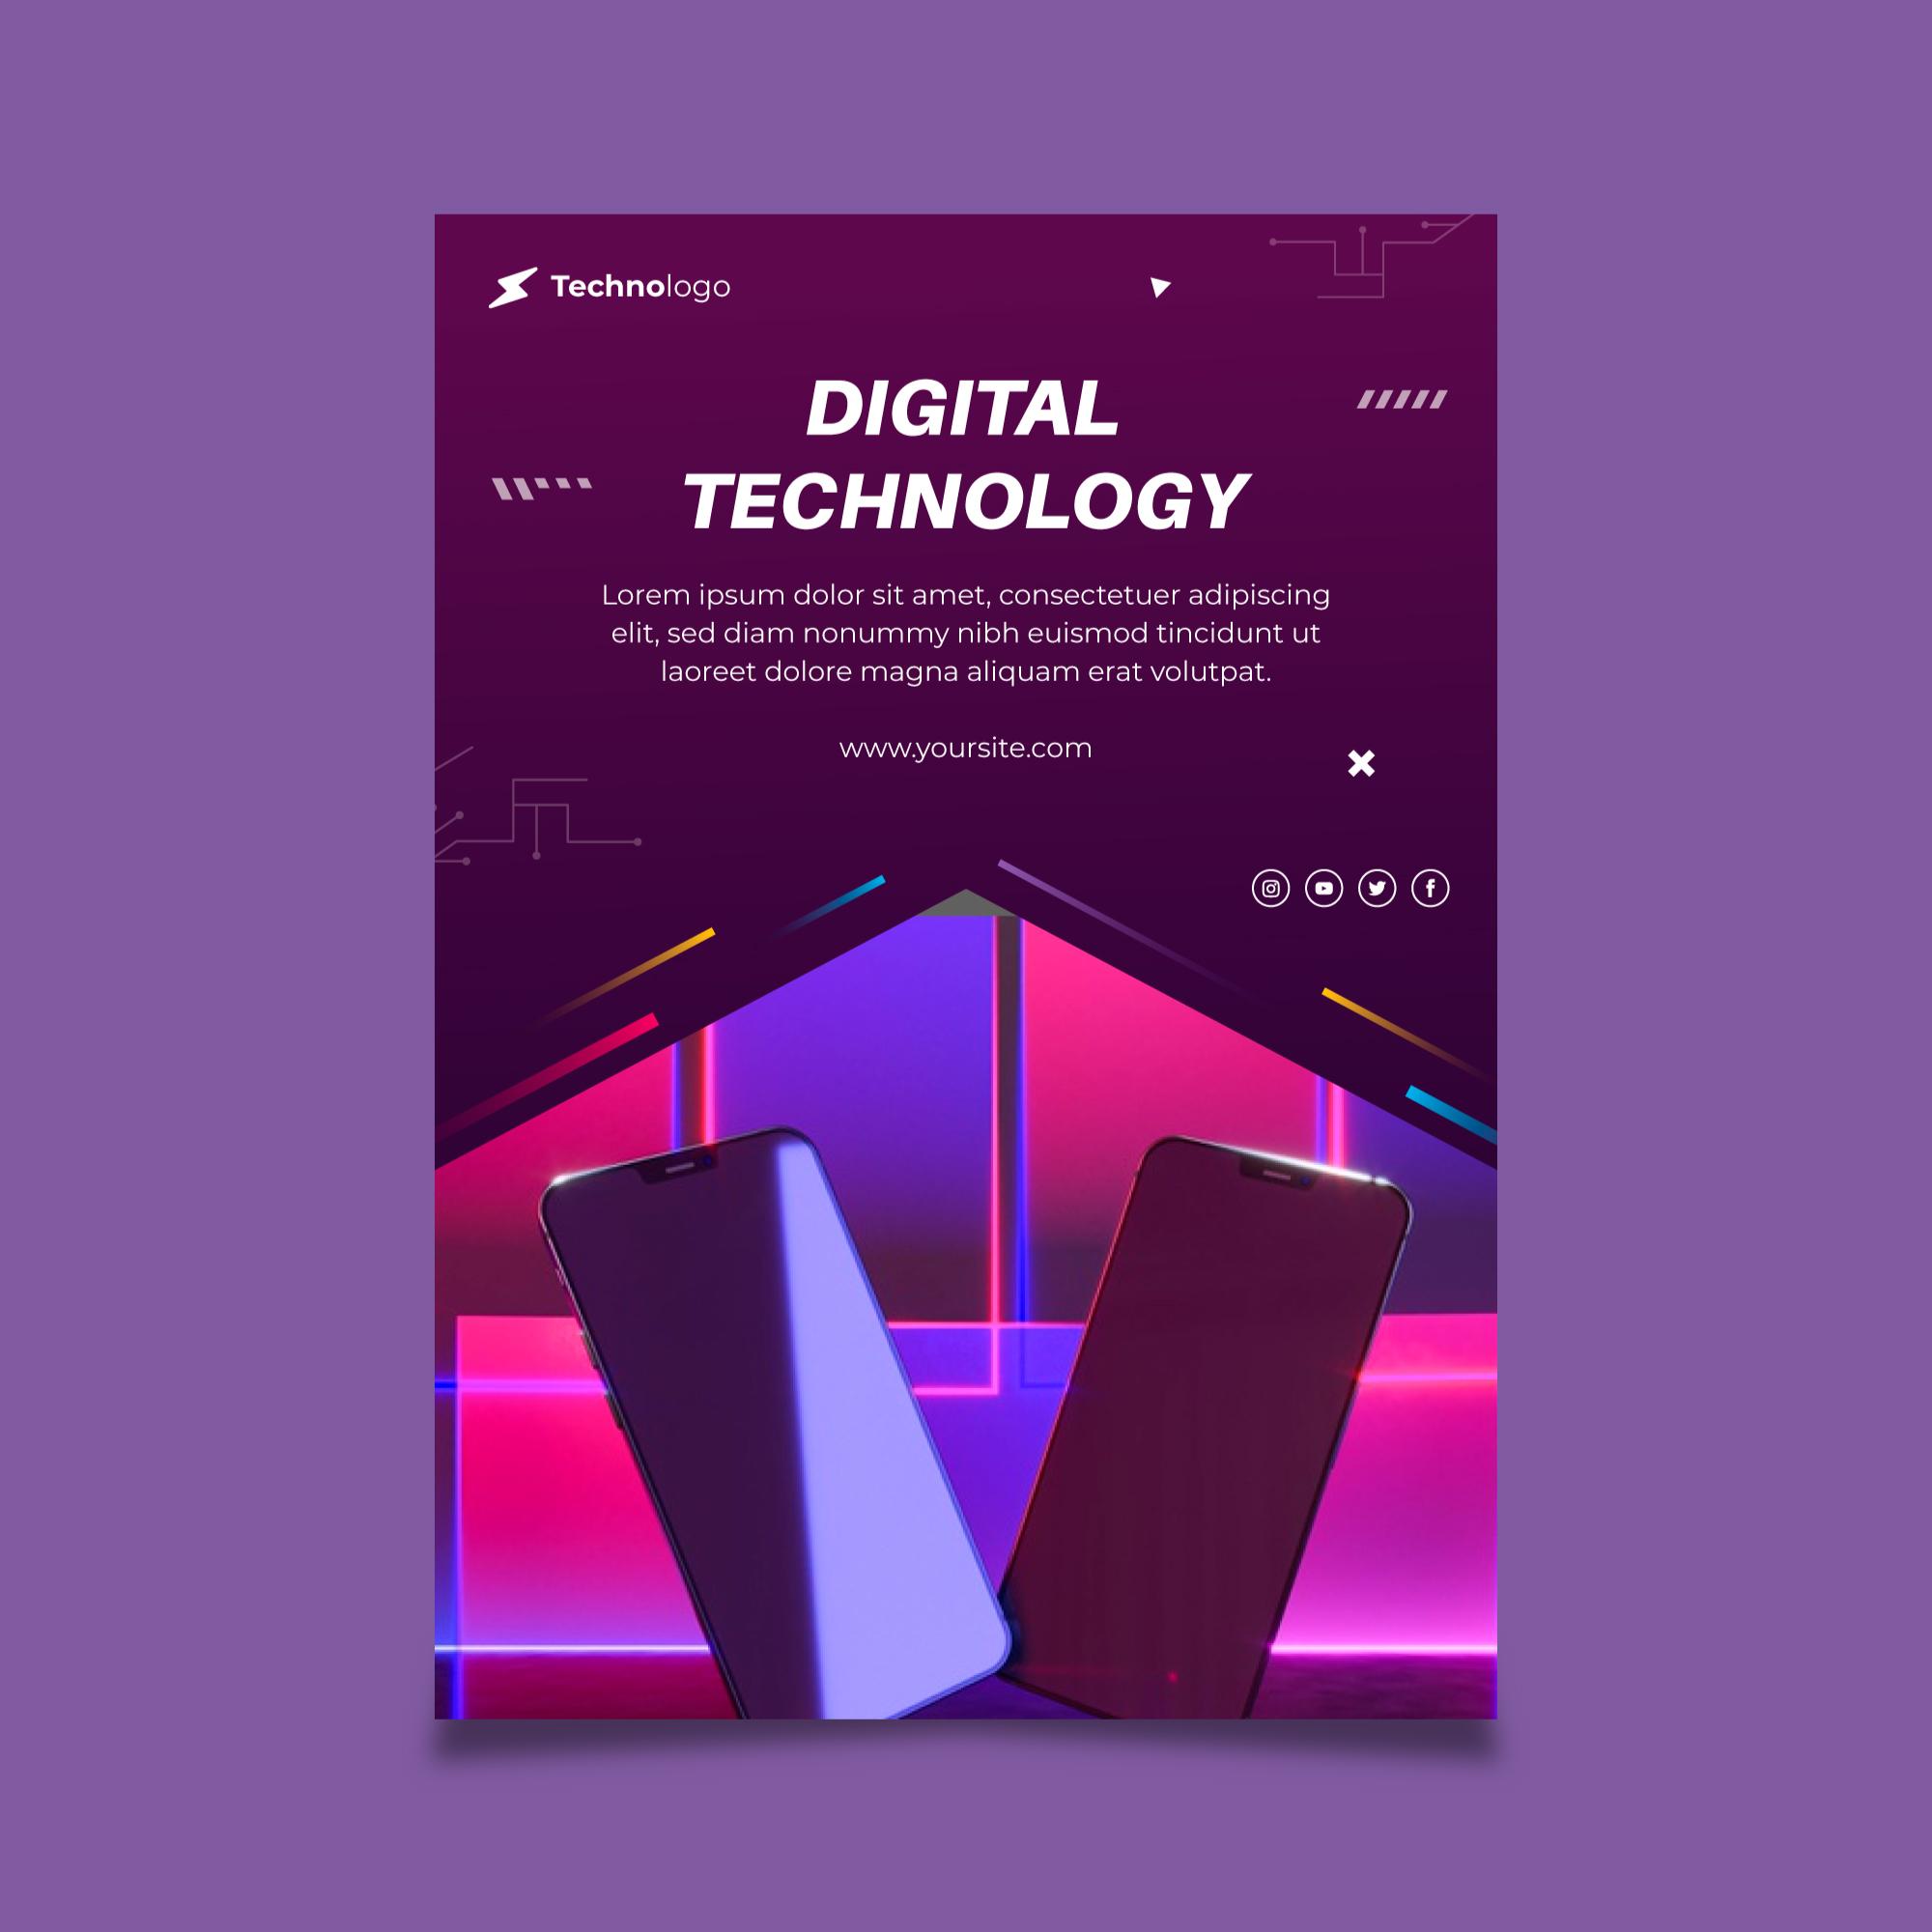 Technologo
DIGITAL
TECHNOLOGY
Lorem ipsum dolor sit amet, consectetuer adipiscing
elit, sed diam nonummy nibh euismod tincidunt ut
laoreet dolore magna aliquam erat volutpat.
www.yoursite.com